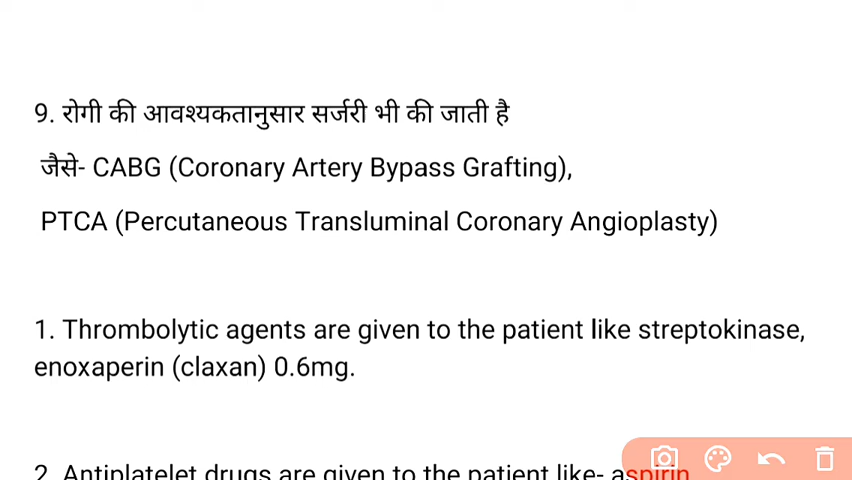 9. रोगी की आवश्यकतानुसार सर्जरी भी की जाती है
जैसे- CABG (Coronary Artery Bypass Grafting),
PTCA (Percutaneous Transluminal Coronary Angioplasty)
1. Thrombolytic agents are given to the patient like streptokinase,
enoxaperin (claxan) 0.6mg.
2. Antiplatelet drugs are given to the patient like- aspirin